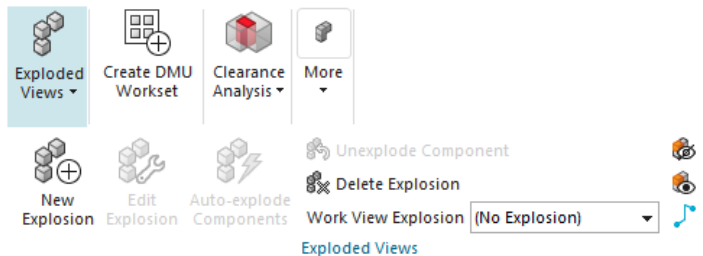 Exploded
Views
Create DMU
Workset
Clearance
Analysis
More
New
Explosion
Edit
Explosion
Auto-explode
Components
Unexplode Component
Delete Explosion
Work View Explosion (No Explosion)
Exploded Views